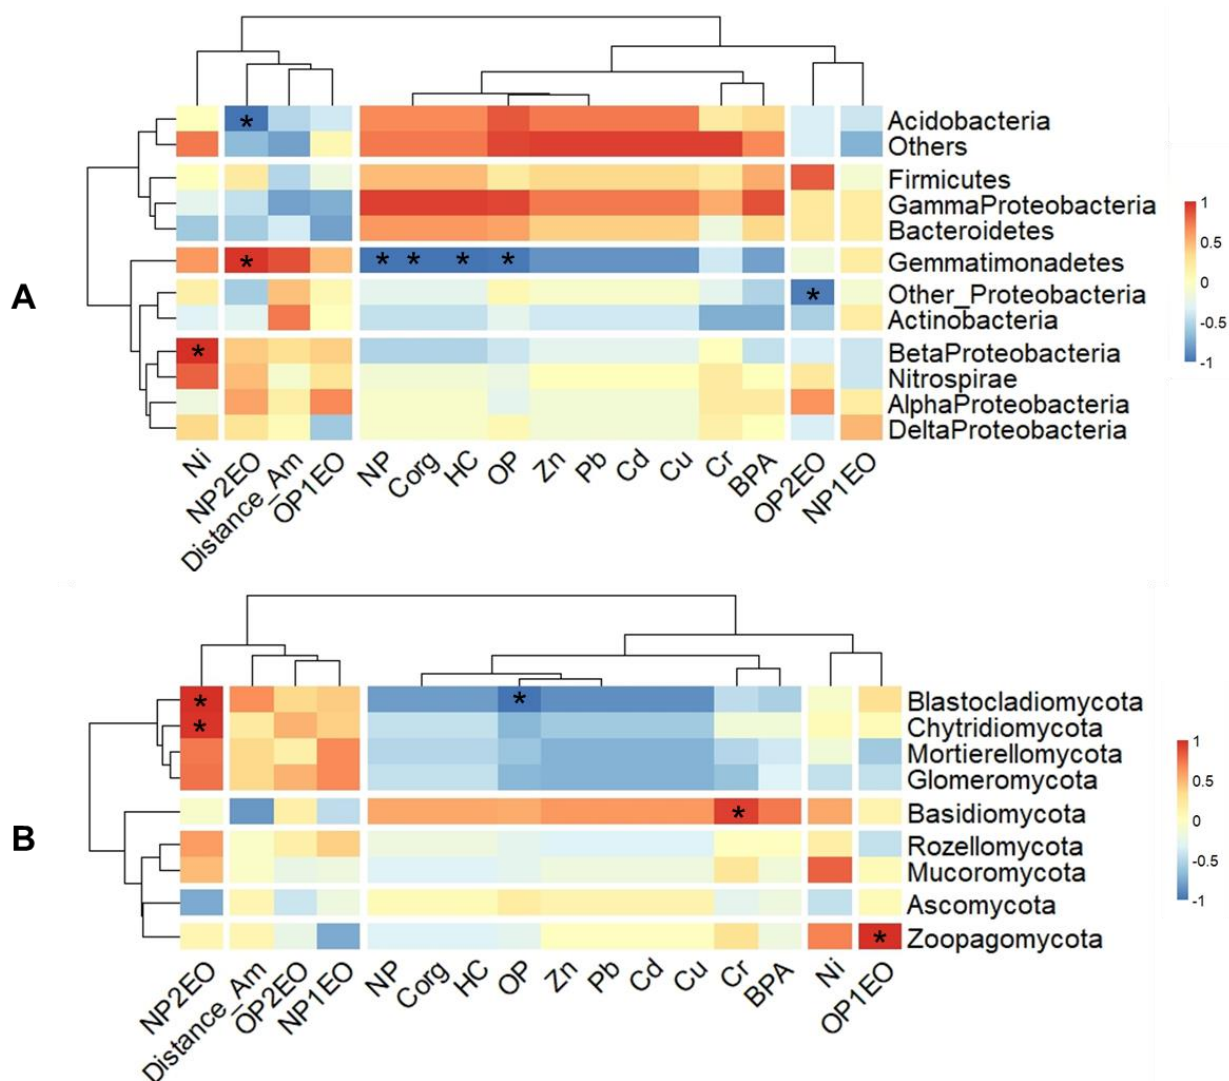 A
* Acidobacteria
Others
Firmicutes
GammaProteobacteria
Bacteroidetes
* * * * * Gemmatimonadetes
* Other_Proteobacteria
Actinobacteria
* BetaProteobacteria
Nitrospirae
AlphaProteobacteria
DeltaProteobacteria
1
0.5
0
-0.5
-1
Ni NP2EO Distance_Am OP1EO NP Corg HC OP Zn Pb Cd Cu Cr BPA OP2EO NP1EO
B
* * Blastocladiomycota
* Chytridiomycota
Mortierellomycota
Glomeromycota
* Basidiomycota
Rozellomycota
Mucoromycota
Ascomycota
* Zoopagomycota
1
0.5
0
-0.5
-1
NP2EO Distance_Am OP2EO NP1EO NP Corg HC OP Zn Pb Cd Cu Cr BPA Ni OP1EO